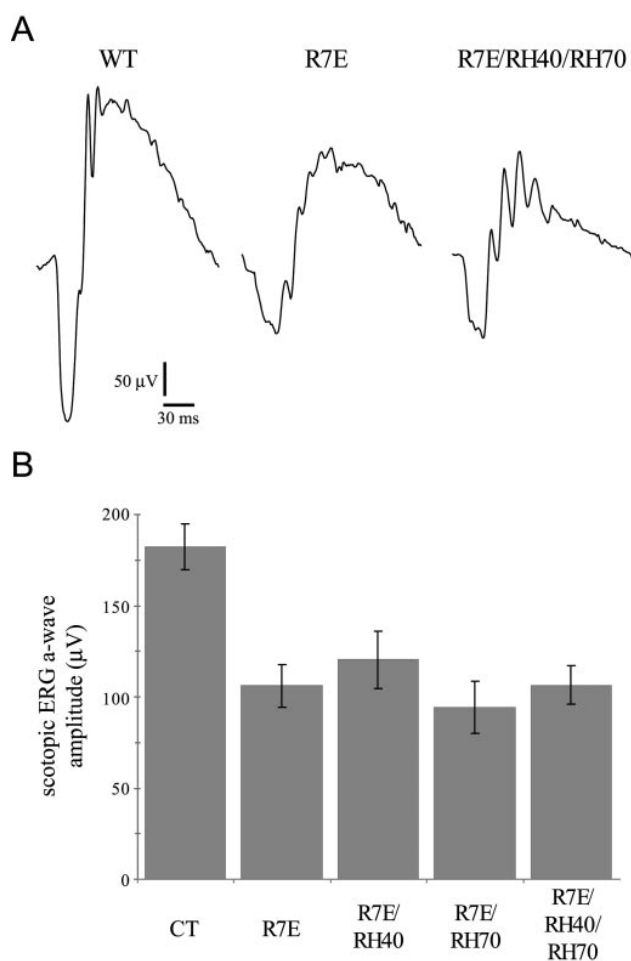 A
WT
R7E
R7E/RH40/RH70
50 µV
30 ms
B
scotopic ERG a-wave
amplitude (µV)
200
150
100
50
0
CT
R7E
R7E/
RH40
R7E/
RH70
R7E/
RH40/
RH70